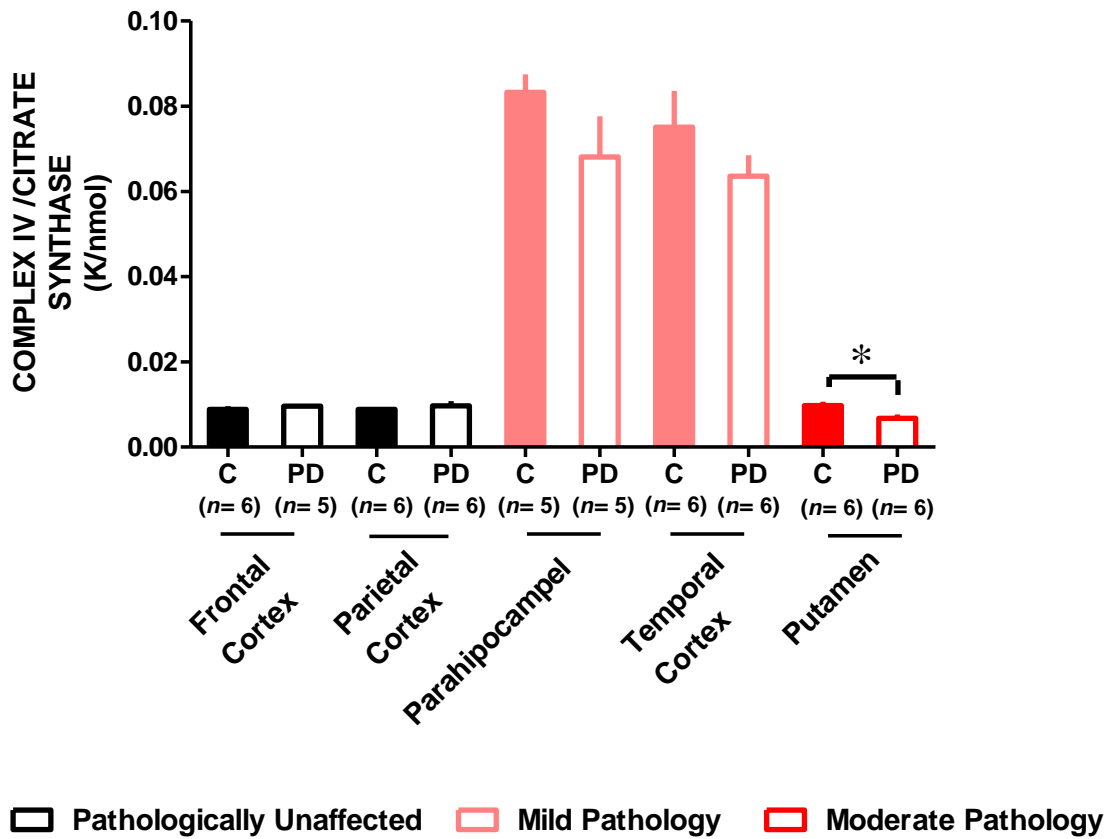 COMPLEX IV /CITRATE
SYNTHASE
(K/nmol)
0.10
0.08
0.06
0.04
0.02
0.00
*
C PD C PD C PD C PD C PD
(n= 6) (n= 5) (n= 6) (n= 6) (n= 5) (n= 5) (n= 6) (n= 6) (n= 6) (n= 6)
Frontal
Cortex
Parietal
Cortex
Parahipocampel
Temporal
Cortex
Putamen
Pathologically Unaffected Mild Pathology Moderate Pathology